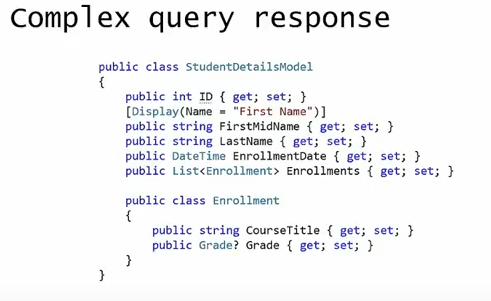 Complex query response
public class StudentDetailsModel
{
    public int ID { get; set; }
    [Display(Name = "First Name")]
    public string FirstMidName { get; set; }
    public string LastName { get; set; }
    public DateTime EnrollmentDate { get; set; }
    public List<Enrollment> Enrollments { get; set; }

    public class Enrollment
    {
        public string CourseTitle { get; set; }
        public Grade? Grade { get; set; }
    }
}